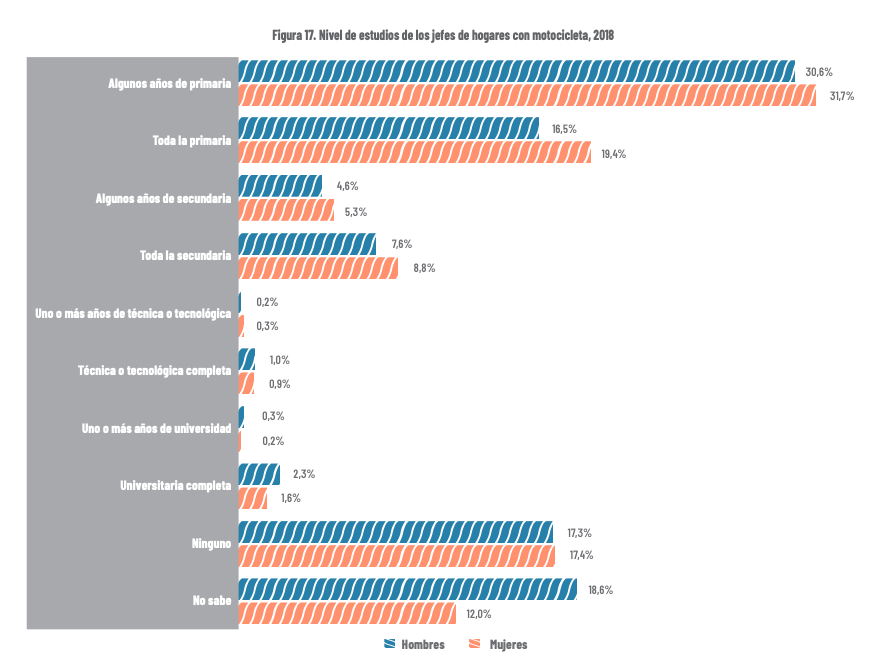 Figura 17. Nivel de estudios de los jefes de hogares con motocicleta, 2018
Algunos años de primaria
30,6%
31,7%
Toda la primaria
16,5%
19,4%
Algunos años de secundaria
4,6%
5,3%
Toda la secundaria
7,6%
8,8%
Uno o más años de técnica o tecnológica
0,2%
0,3%
Técnica o tecnológica completa
1,0%
0,9%
Uno o más años de universidad
0,3%
0,2%
Universitaria completa
2,3%
1,6%
Ninguno
17,3%
17,4%
No sabe
18,6%
12,0%
Hombres Mujeres